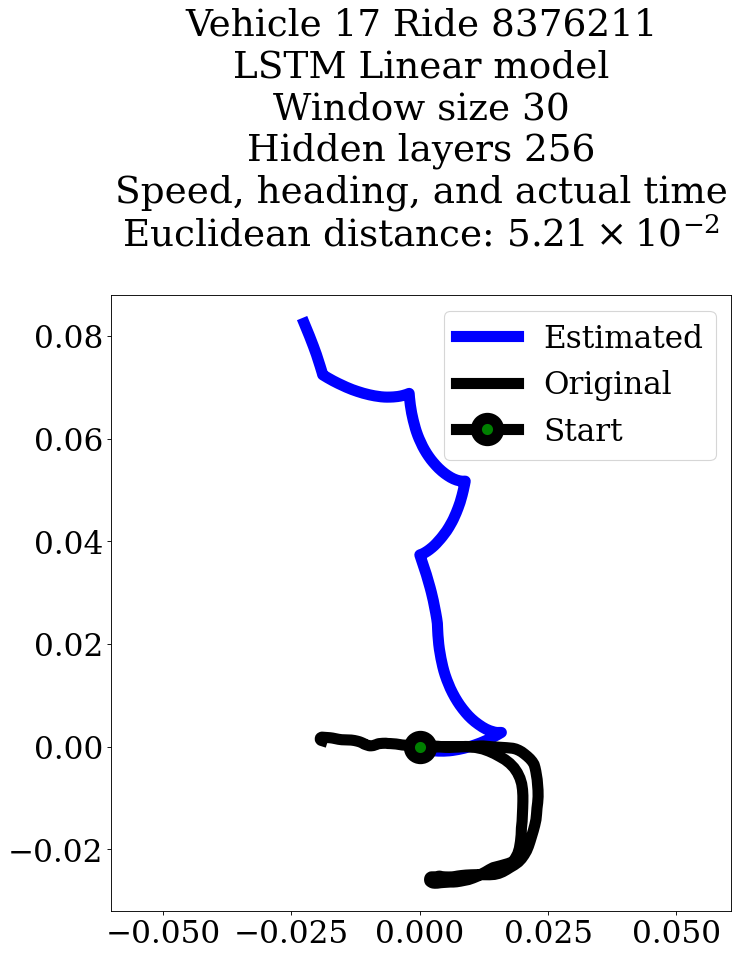 Vehicle 17 Ride 8376211
LSTM Linear model
Window size 30
Hidden layers 256
Speed, heading, and actual time
Euclidean distance: 5.21 × 10⁻²
Estimated
Original
Start
0.08
0.06
0.04
0.02
0.00
−0.02
−0.050 −0.025 0.000 0.025 0.050